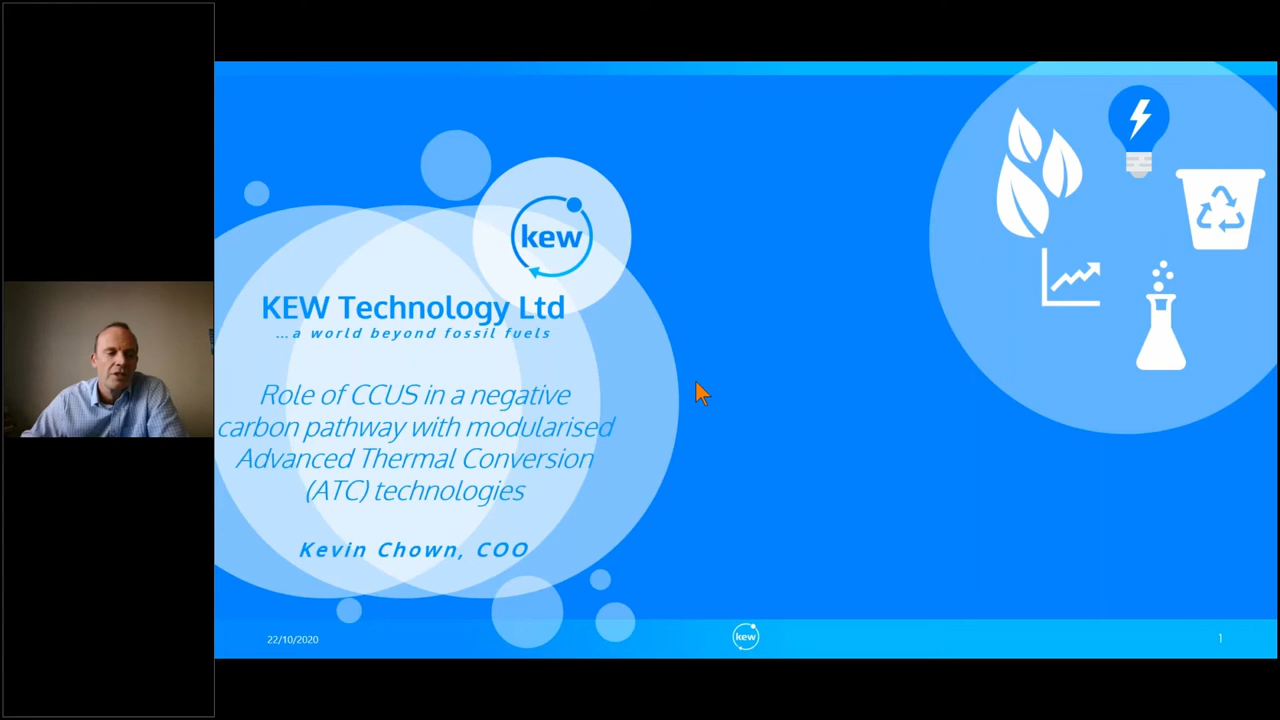 kew
KEW Technology Ltd
...a world beyond fossil fuels
Role of CCUS in a negative
carbon pathway with modularised
Advanced Thermal Conversion
(ATC) technologies
Kevin Chown, COO
22/10/2020
kew
1